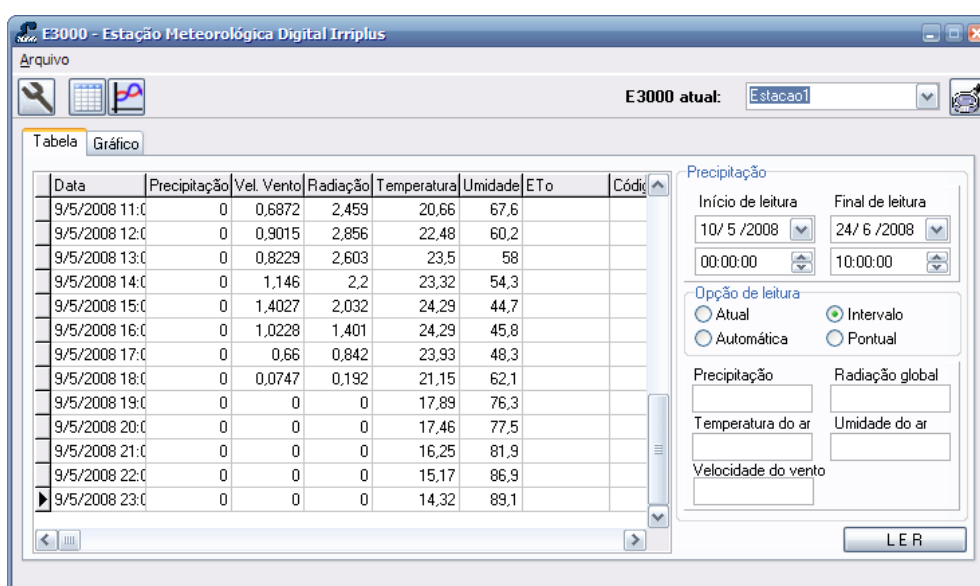 E3000 - Estação Meteorológica Digital Irriplus
Arquivo
E3000 atual: Estacao1
Tabela Gráfico
Data Precipitação Vel. Vento Radiação Temperatura Umidade ETo Códig
9/5/2008 11:0 0 0,6872 2,459 20,66 67,6
9/5/2008 12:0 0 0,9015 2,856 22,48 60,2
9/5/2008 13:0 0 0,8229 2,603 23,5 58
9/5/2008 14:0 0 1,146 2,2 23,32 54,3
9/5/2008 15:0 0 1,4027 2,032 24,29 44,7
9/5/2008 16:0 0 1,0228 1,401 24,29 45,8
9/5/2008 17:0 0 0,66 0,842 23,93 48,3
9/5/2008 18:0 0 0,0747 0,192 21,15 62,1
9/5/2008 19:0 0 0 0 17,89 76,3
9/5/2008 20:0 0 0 0 17,46 77,5
9/5/2008 21:0 0 0 0 16,25 81,9
9/5/2008 22:0 0 0 0 15,17 86,9
9/5/2008 23:0 0 0 0 14,32 89,1
Precipitação
Início de leitura Final de leitura
10/ 5 /2008 24/ 6 /2008
00:00:00 10:00:00
Opção de leitura
Atual Intervalo
Automática Pontual
Precipitação Radiação global
Temperatura do ar Umidade do ar
Velocidade do vento
LER